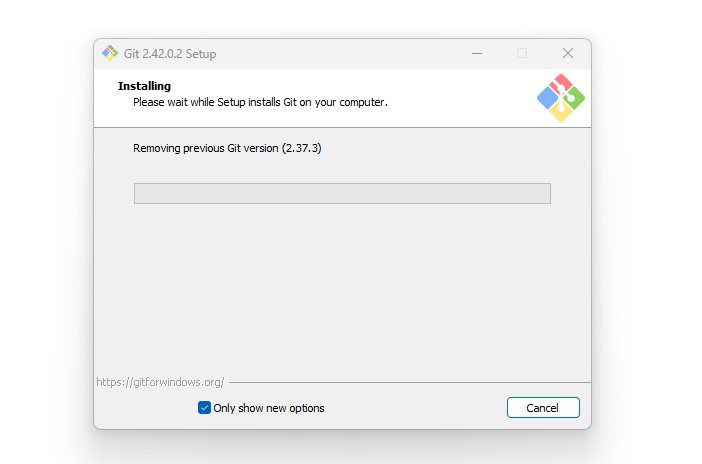 Git 2.42.0.2 Setup
Installing
Please wait while Setup installs Git on your computer.
Removing previous Git version (2.37.3)
https://gitforwindows.org/
Only show new options
Cancel